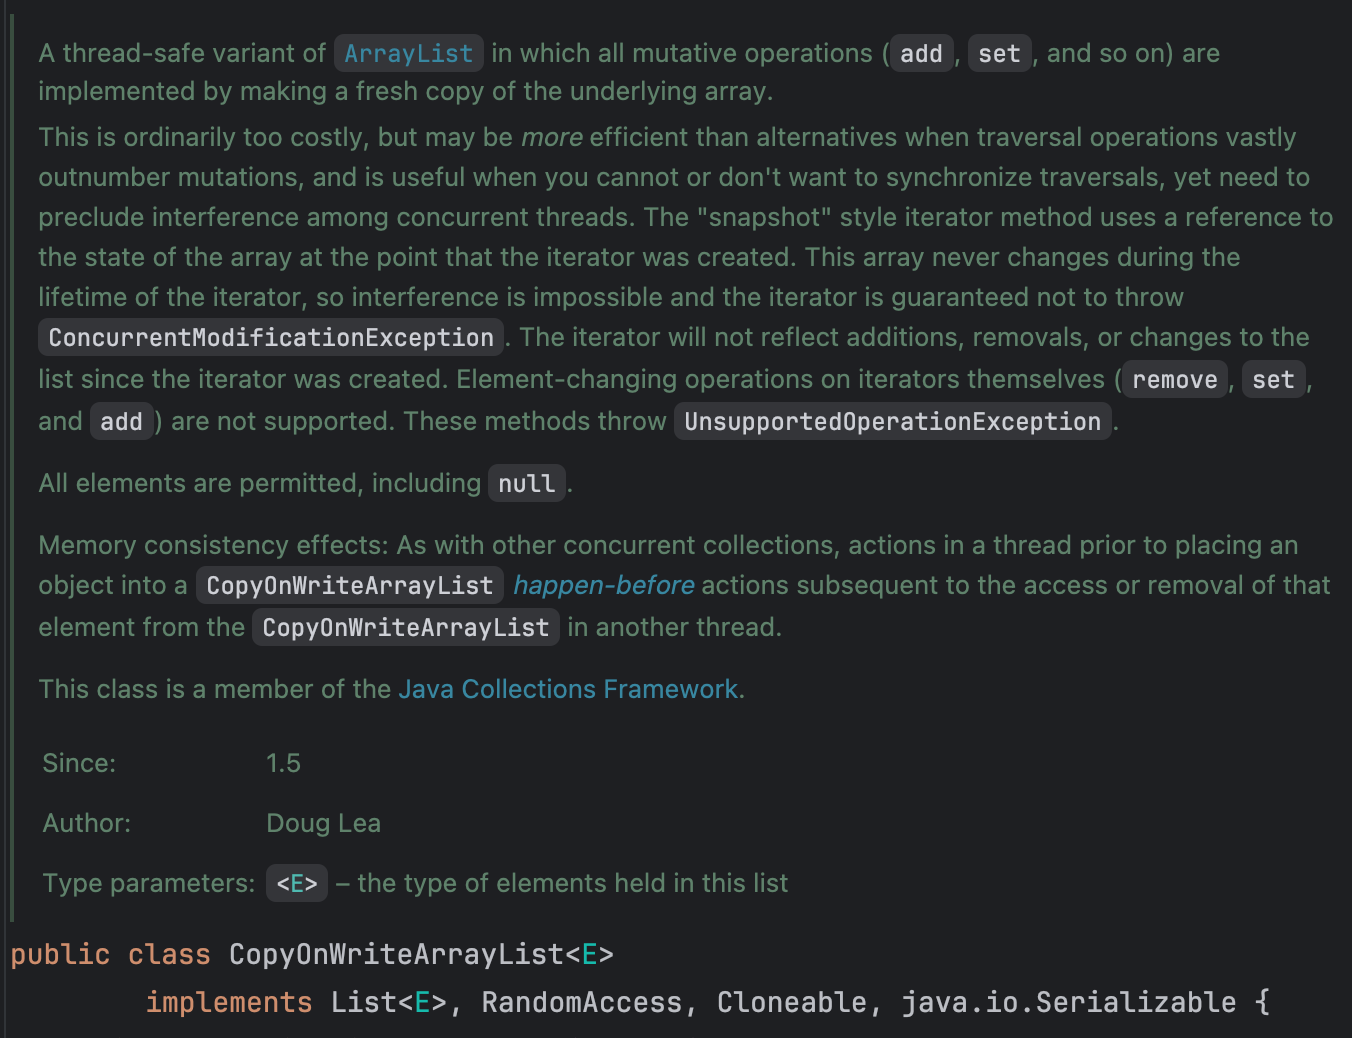 A thread-safe variant of ArrayList in which all mutative operations (add, set, and so on) are
implemented by making a fresh copy of the underlying array.
This is ordinarily too costly, but may be more efficient than alternatives when traversal operations vastly
outnumber mutations, and is useful when you cannot or don't want to synchronize traversals, yet need to
preclude interference among concurrent threads. The "snapshot" style iterator method uses a reference to
the state of the array at the point that the iterator was created. This array never changes during the
lifetime of the iterator, so interference is impossible and the iterator is guaranteed not to throw
ConcurrentModificationException. The iterator will not reflect additions, removals, or changes to the
list since the iterator was created. Element-changing operations on iterators themselves (remove, set,
and add) are not supported. These methods throw UnsupportedOperationException.
All elements are permitted, including null.
Memory consistency effects: As with other concurrent collections, actions in a thread prior to placing an
object into a CopyOnWriteArrayList happen-before actions subsequent to the access or removal of that
element from the CopyOnWriteArrayList in another thread.
This class is a member of the Java Collections Framework.
Since: 1.5
Author: Doug Lea
Type parameters: <E> – the type of elements held in this list
public class CopyOnWriteArrayList<E>
implements List<E>, RandomAccess, Cloneable, java.io.Serializable {